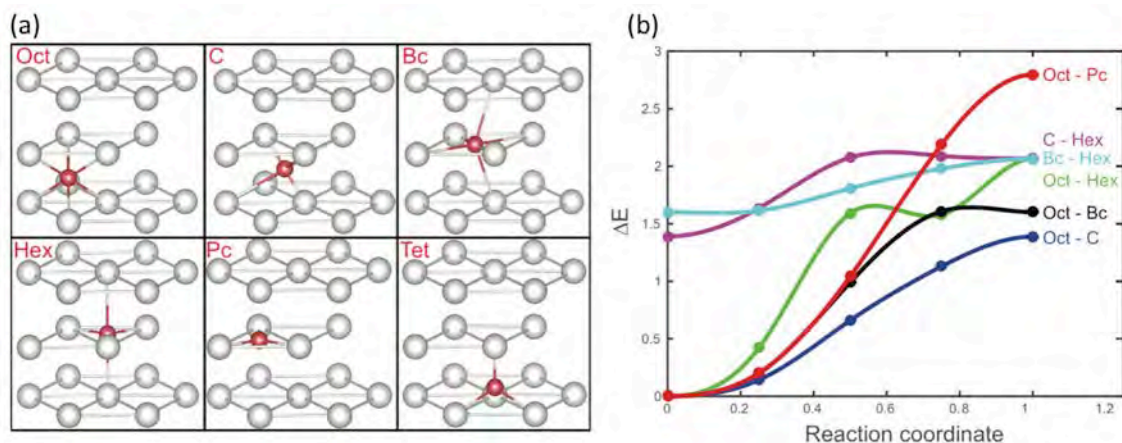 (a)
Oct
C
Bc
Hex
Pc
Tet
(b)
3
2.5
2
1.5
1
0.5
0
0
0.2
0.4
0.6
0.8
1
1.2
ΔE
Reaction coordinate
Oct - Pc
C - Hex
Bc - Hex
Oct - Hex
Oct - Bc
Oct - C